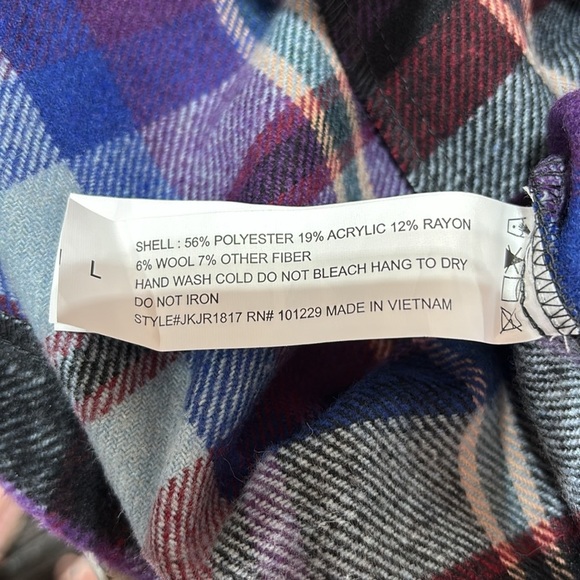 SHELL : 56% POLYESTER 19% ACRYLIC 12% RAYON
6% WOOL 7% OTHER FIBER
HAND WASH COLD DO NOT BLEACH HANG TO DRY
DO NOT IRON
STYLE#JKJR1817 RN# 101229 MADE IN VIETNAM
L